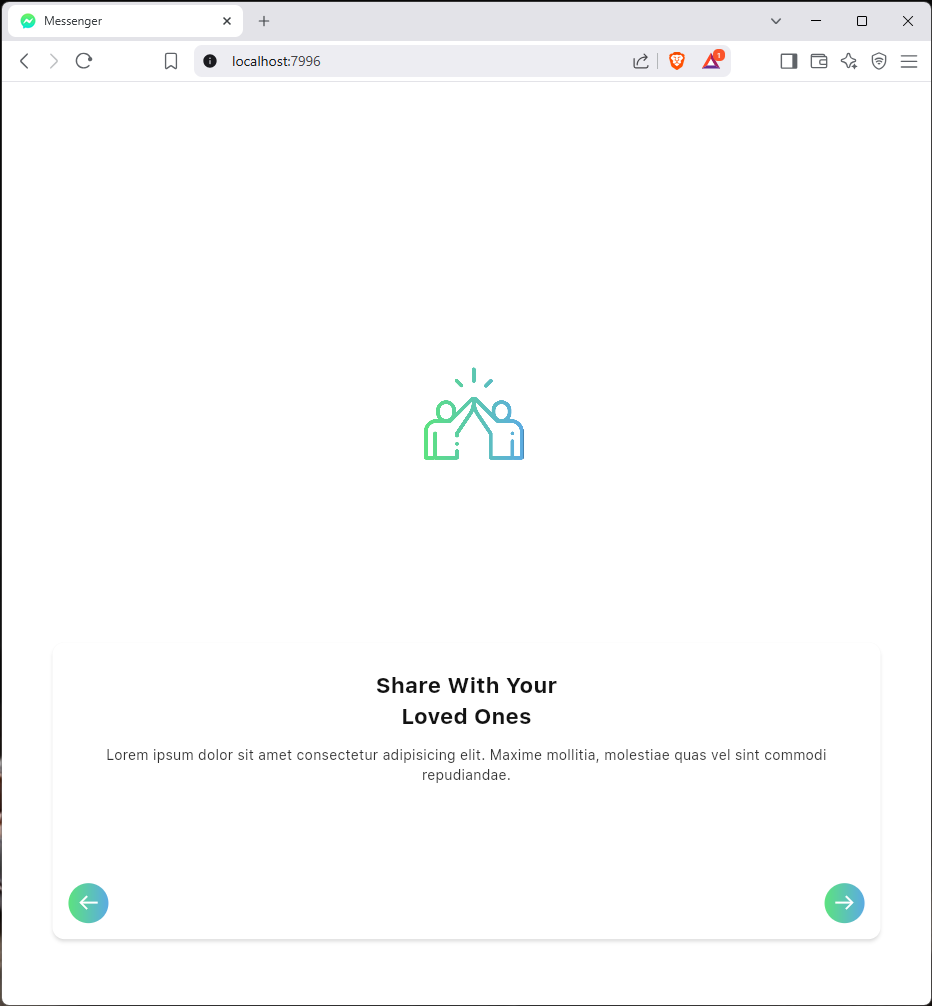 Messenger
localhost:7996
1
Share With Your
Loved Ones
Lorem ipsum dolor sit amet consectetur adipisicing elit. Maxime mollitia, molestiae quas vel sint commodi
repudiandae.